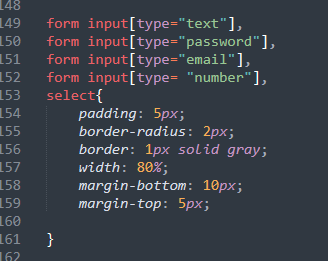 148
149 form input[type="text"],
150 form input[type="password"],
151 form input[type="email"],
152 form input[type= "number"],
153 select{
154 padding: 5px;
155 border-radius: 2px;
156 border: 1px solid gray;
157 width: 80%;
158 margin-bottom: 10px;
159 margin-top: 5px;
160
161 }
162